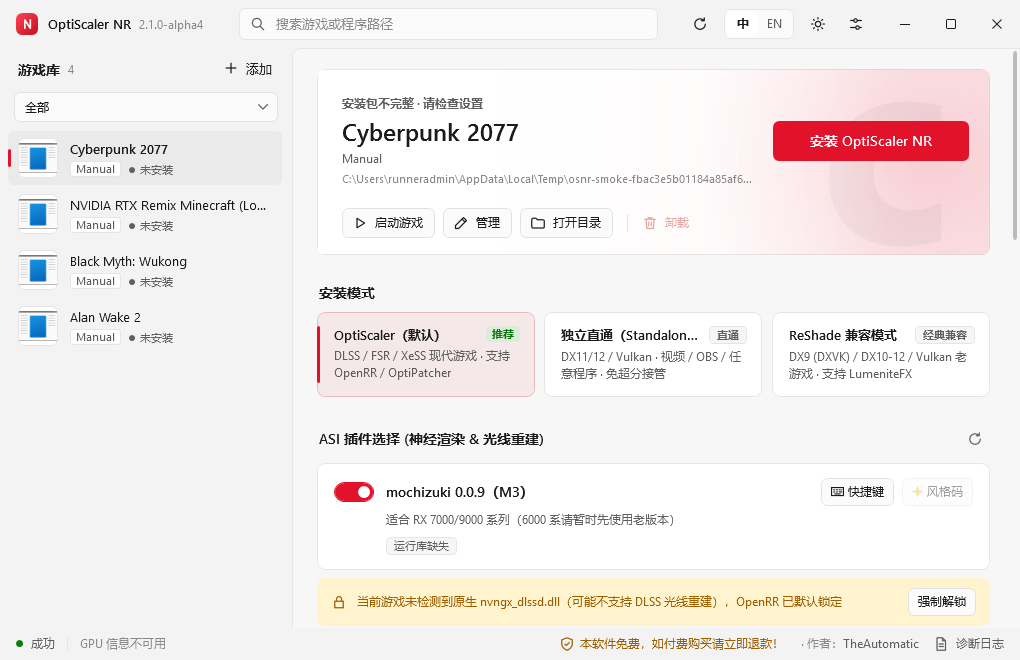 N OptiScaler NR 2.1.0-alpha4
搜索游戏或程序路径
中 EN
游戏库 4
添加
全部
Cyberpunk 2077
Manual 未安装
NVIDIA RTX Remix Minecraft (Lo...
Manual 未安装
Black Myth: Wukong
Manual 未安装
Alan Wake 2
Manual 未安装
安装包不完整 · 请检查设置
Cyberpunk 2077
Manual
C:\Users\runneradmin\AppData\Local\Temp\osnr-smoke-fbac3e5b01184a85af6...
安装 OptiScaler NR
C
启动游戏 管理 打开目录 卸载
安装模式
OptiScaler（默认） 推荐
DLSS / FSR / XeSS 现代游戏 · 支持
OpenRR / OptiPatcher
独立直通（Standalon... 直通
DX11/12 / Vulkan · 视频 / OBS / 任
意程序 · 免超分接管
ReShade 兼容模式 经典兼容
DX9 (DXVK) / DX10-12 / Vulkan 老
游戏 · 支持 LumeniteFX
ASI 插件选择 (神经渲染 & 光线重建)
mochizuki 0.0.9（M3）
快捷键 风格码
适合 RX 7000/9000 系列（6000 系请暂时先使用老版本）
运行库缺失
当前游戏未检测到原生 nvngx_dlssd.dll（可能不支持 DLSS 光线重建），OpenRR 已默认锁定
强制解锁
成功 GPU 信息不可用
本软件免费，如付费购买请立即退款！ · 作者：TheAutomatic 诊断日志